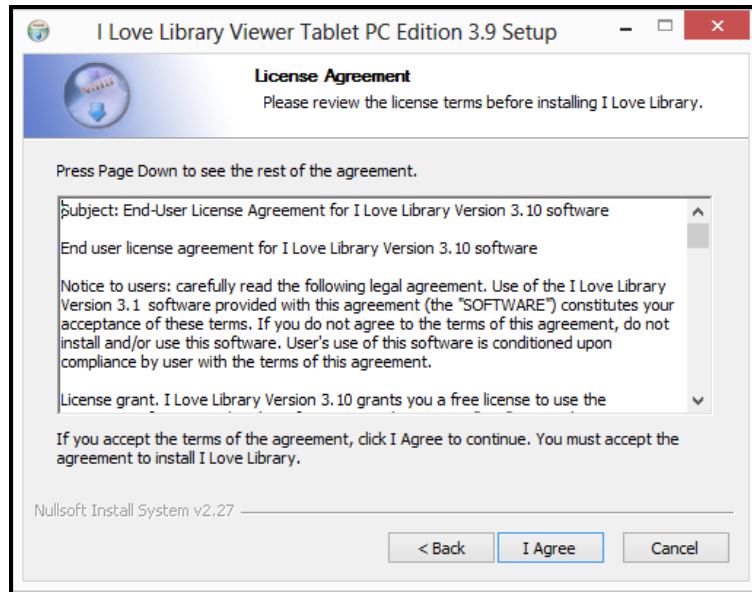 I Love Library Viewer Tablet PC Edition 3.9 Setup
License Agreement
Please review the license terms before installing I Love Library.
Press Page Down to see the rest of the agreement.
Subject: End-User License Agreement for I Love Library Version 3.10 software
End user license agreement for I Love Library Version 3.10 software
Notice to users: carefully read the following legal agreement. Use of the I Love Library
Version 3.1  software provided with this agreement (the "SOFTWARE") constitutes your
acceptance of these terms. If you do not agree to the terms of this agreement, do not
install and/or use this software. User's use of this software is conditioned upon
compliance by user with the terms of this agreement.
License grant. I Love Library Version 3.10 grants you a free license to use the
If you accept the terms of the agreement, click I Agree to continue. You must accept the
agreement to install I Love Library.
Nullsoft Install System v2.27
< Back
I Agree
Cancel